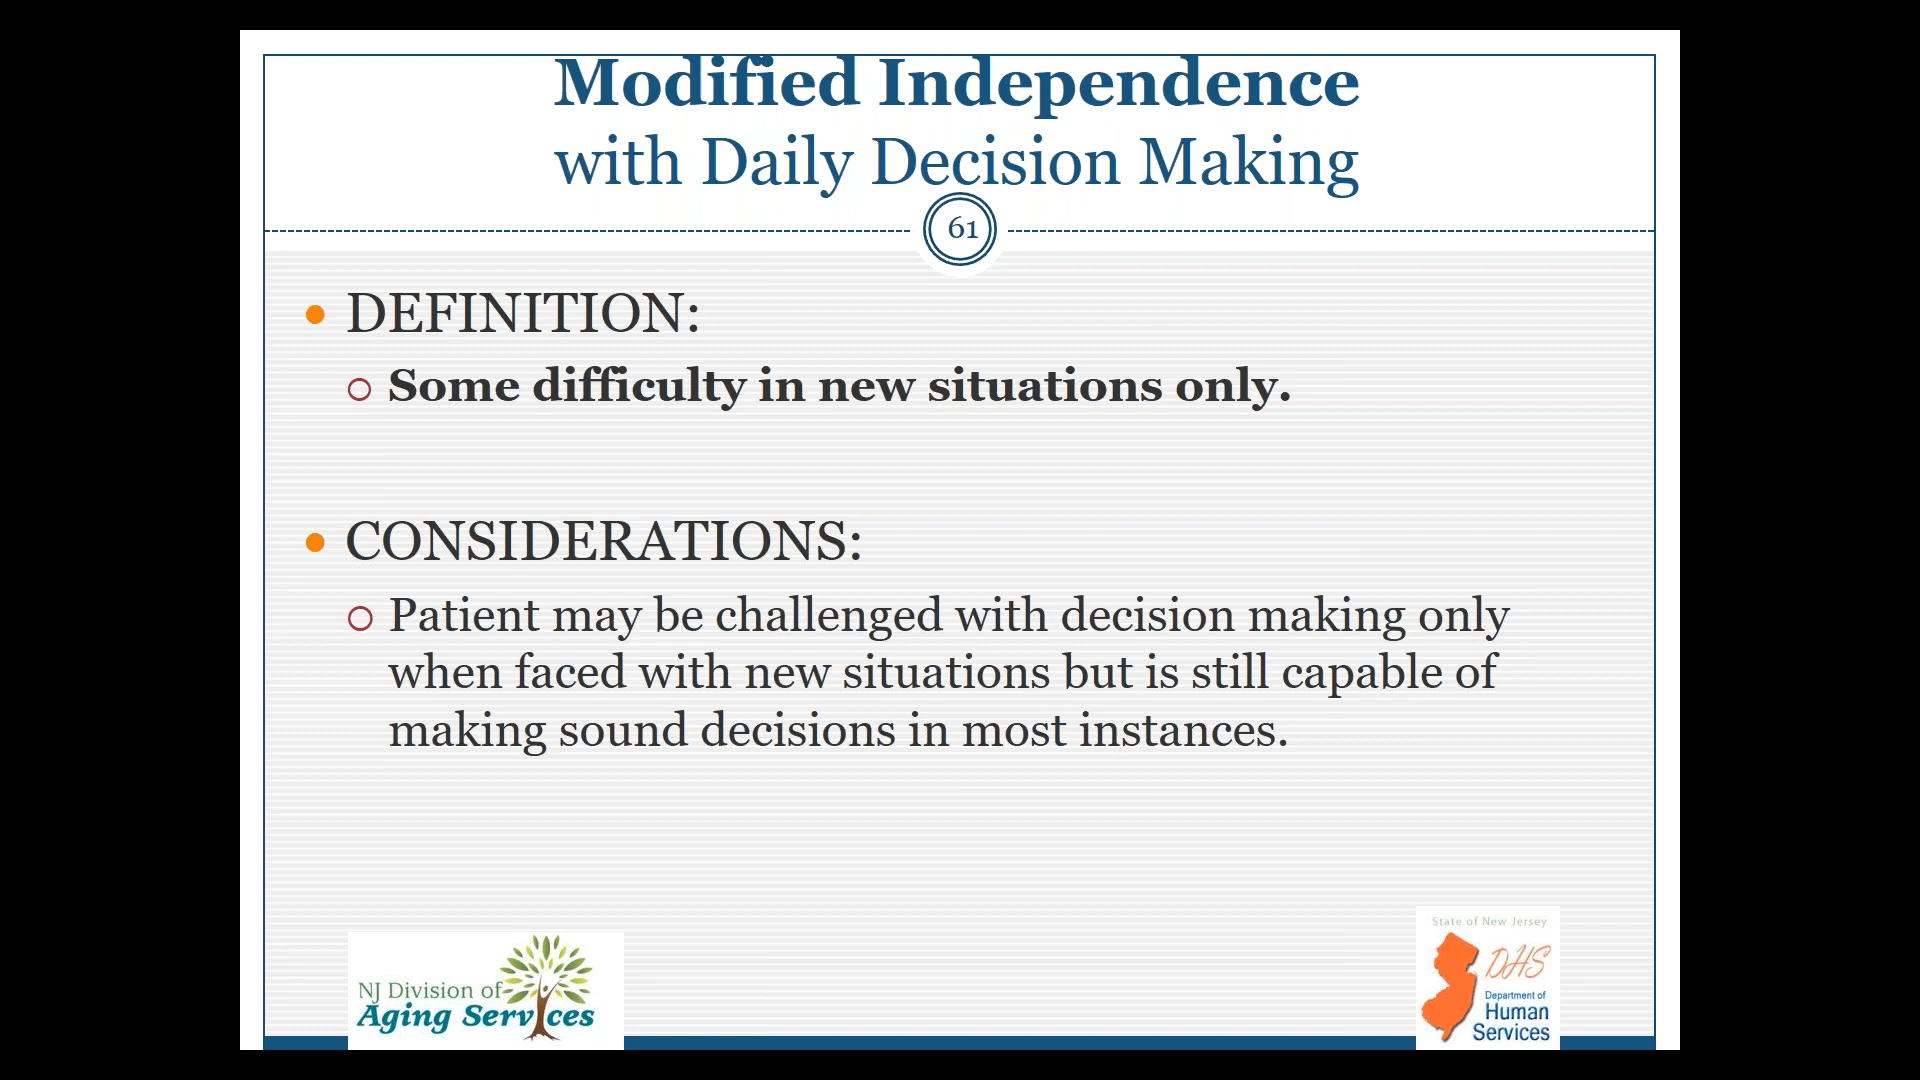 Modified Independence
with Daily Decision Making
61
DEFINITION:
Some difficulty in new situations only.
CONSIDERATIONS:
Patient may be challenged with decision making only
when faced with new situations but is still capable of
making sound decisions in most instances.
NJ Division of
Aging Services
State of New Jersey
DHS
Department of
Human
Services